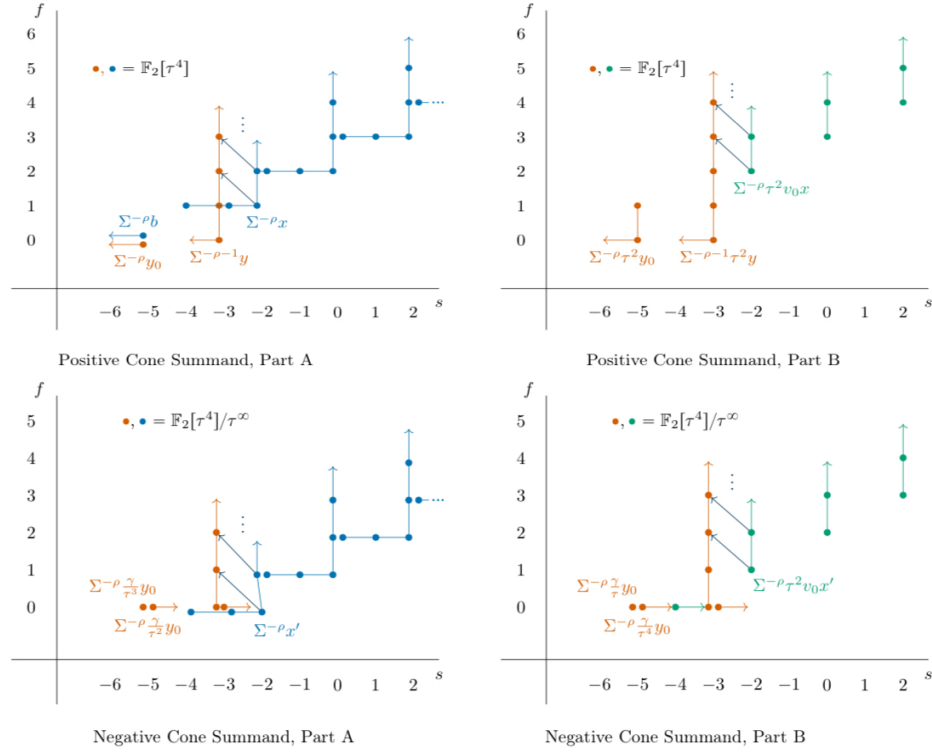 f
6
5
4
3
2
1
0
, = 𝔽₂[τ⁴]
⋮
Σ^{−ρ}b
Σ^{−ρ}y₀
Σ^{−ρ−1}y
Σ^{−ρ}x
···
s
−6 −5 −4 −3 −2 −1 0 1 2
Positive Cone Summand, Part A
f
6
5
4
3
2
1
0
, = 𝔽₂[τ⁴]
⋮
Σ^{−ρ}τ²v₀x
Σ^{−ρ}τ²y₀
Σ^{−ρ−1}τ²y
s
−6 −5 −4 −3 −2 −1 0 1 2
Positive Cone Summand, Part B
f
5
4
3
2
1
0
, = 𝔽₂[τ⁴]/τ^∞
⋮
Σ^{−ρ} γ/τ³ y₀
Σ^{−ρ} γ/τ² y₀
Σ^{−ρ}x′
···
s
−6 −5 −4 −3 −2 −1 0 1 2
Negative Cone Summand, Part A
f
5
4
3
2
1
0
, = 𝔽₂[τ⁴]/τ^∞
⋮
Σ^{−ρ} γ/τ y₀
Σ^{−ρ} γ/τ⁴ y₀
Σ^{−ρ}τ²v₀x′
s
−6 −5 −4 −3 −2 −1 0 1 2
Negative Cone Summand, Part B